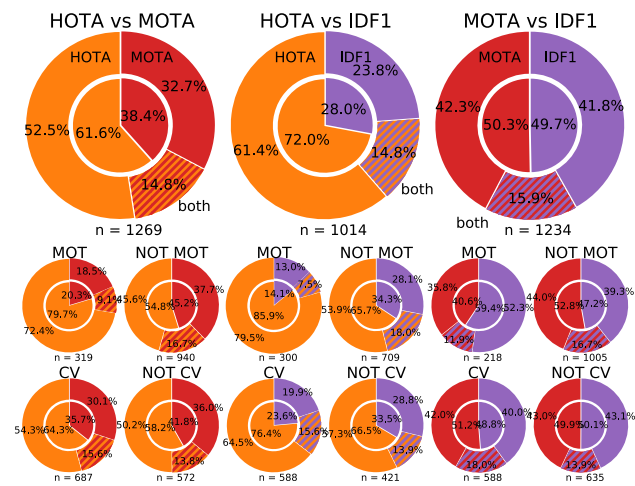 HOTA vs MOTA
HOTA
MOTA
32.7%
38.4%
52.5%
61.6%
14.8%
both
n = 1269
HOTA vs IDF1
HOTA
IDF1
23.8%
28.0%
72.0%
61.4%
14.8%
both
n = 1014
MOTA vs IDF1
MOTA
IDF1
42.3%
41.8%
50.3%
49.7%
15.9%
both
n = 1234
MOT
18.5%
20.3%
9.1%
79.7%
72.4%
n = 319
NOT MOT
37.7%
45.6%
54.8%
45.2%
16.7%
n = 940
MOT
13.0%
7.5%
14.1%
85.9%
79.5%
n = 300
NOT MOT
28.1%
34.3%
53.9%
65.7%
18.0%
n = 709
MOT
35.8%
40.6%
59.4%
52.3%
11.9%
n = 218
NOT MOT
39.3%
44.0%
52.8%
47.2%
16.7%
n = 1005
CV
30.1%
35.7%
54.3%
64.3%
15.6%
n = 687
NOT CV
36.0%
50.2%
41.8%
58.2%
13.8%
n = 572
CV
19.9%
23.6%
15.6%
76.4%
64.5%
n = 588
NOT CV
28.8%
33.5%
57.3%
66.5%
13.9%
n = 421
CV
42.0%
40.0%
51.2%
48.8%
18.0%
n = 588
NOT CV
43.0%
43.1%
49.9%
50.1%
13.9%
n = 635